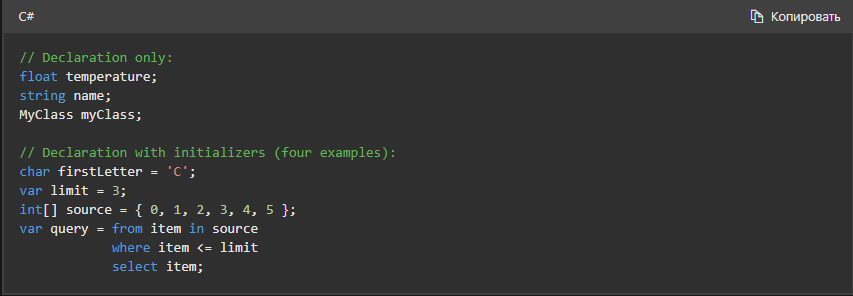 C#
Копировать
// Declaration only:
float temperature;
string name;
MyClass myClass;
// Declaration with initializers (four examples):
char firstLetter = 'C';
var limit = 3;
int[] source = { 0, 1, 2, 3, 4, 5 };
var query = from item in source
            where item <= limit
            select item;